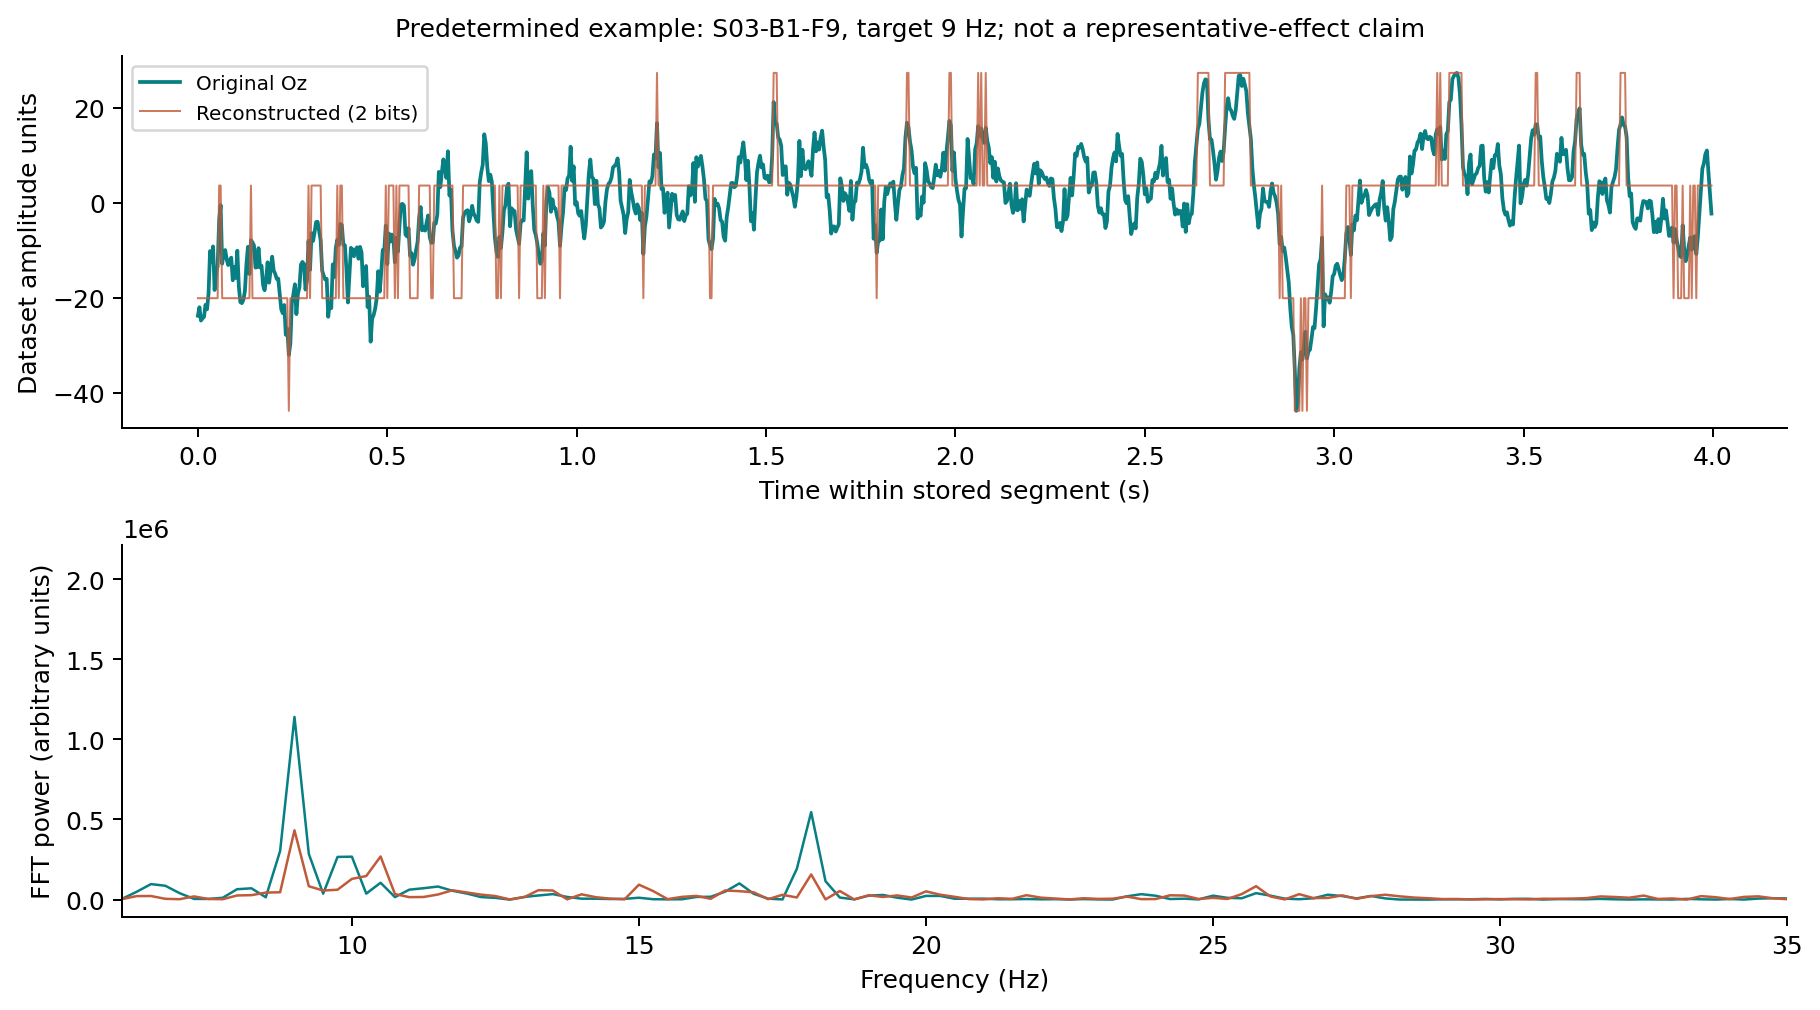 Predetermined example: S03-B1-F9, target 9 Hz; not a representative-effect claim
Original Oz
Reconstructed (2 bits)
Dataset amplitude units
20
0
−20
−40
0.0 0.5 1.0 1.5 2.0 2.5 3.0 3.5 4.0
Time within stored segment (s)
1e6
FFT power (arbitrary units)
2.0
1.5
1.0
0.5
0.0
10 15 20 25 30 35
Frequency (Hz)